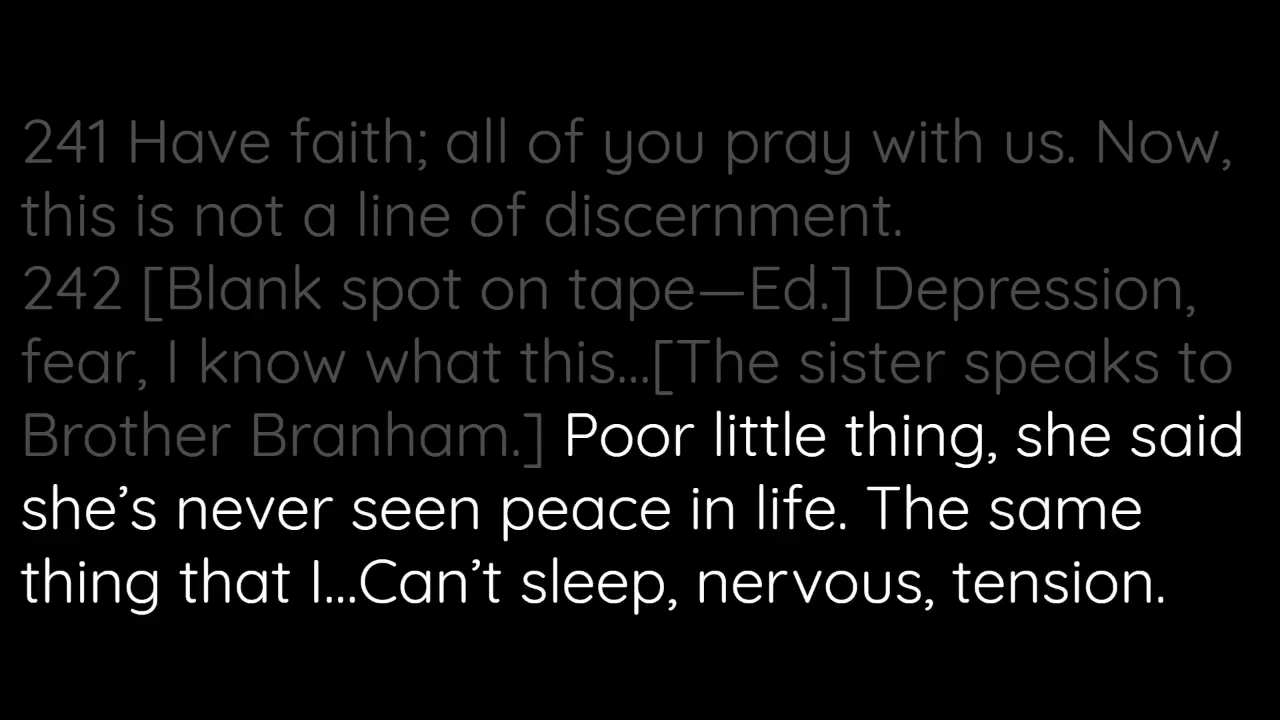 241 Have faith; all of you pray with us. Now,
this is not a line of discernment.
242 [Blank spot on tape—Ed.] Depression,
fear, I know what this...[The sister speaks to
Brother Branham.] Poor little thing, she said
she’s never seen peace in life. The same
thing that I...Can’t sleep, nervous, tension.